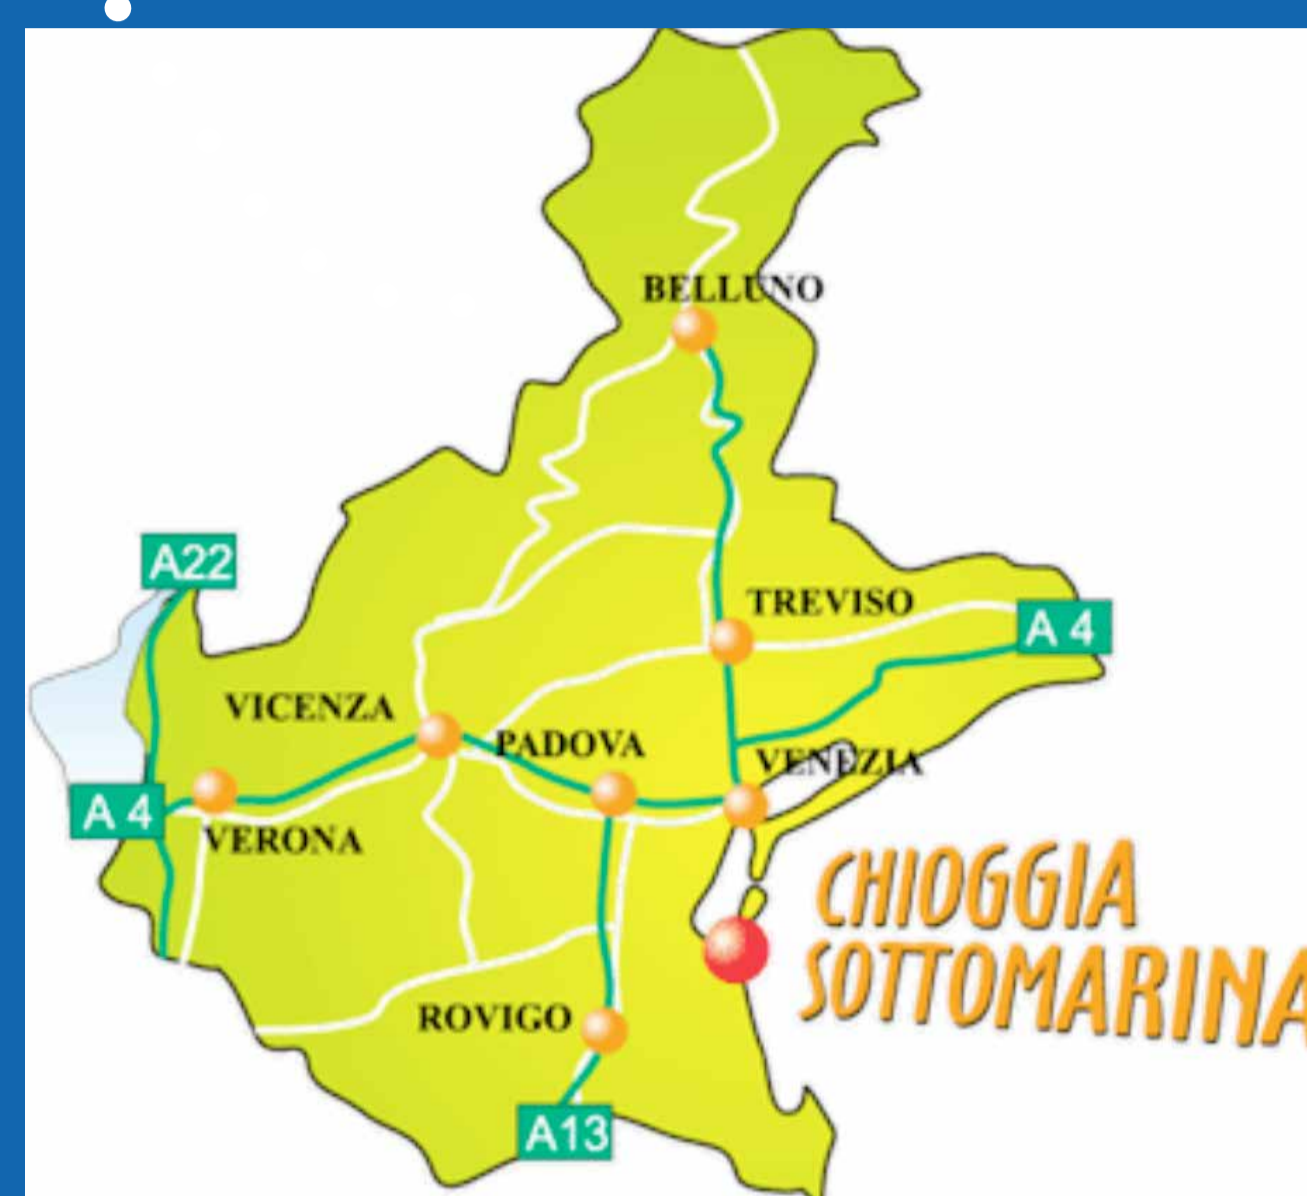 BELLUNO
A22
TREVISO
A 4
VICENZA
PADOVA
VENEZIA
A 4
VERONA
CHIOGGIA
SOTTOMARINA
ROVIGO
A13